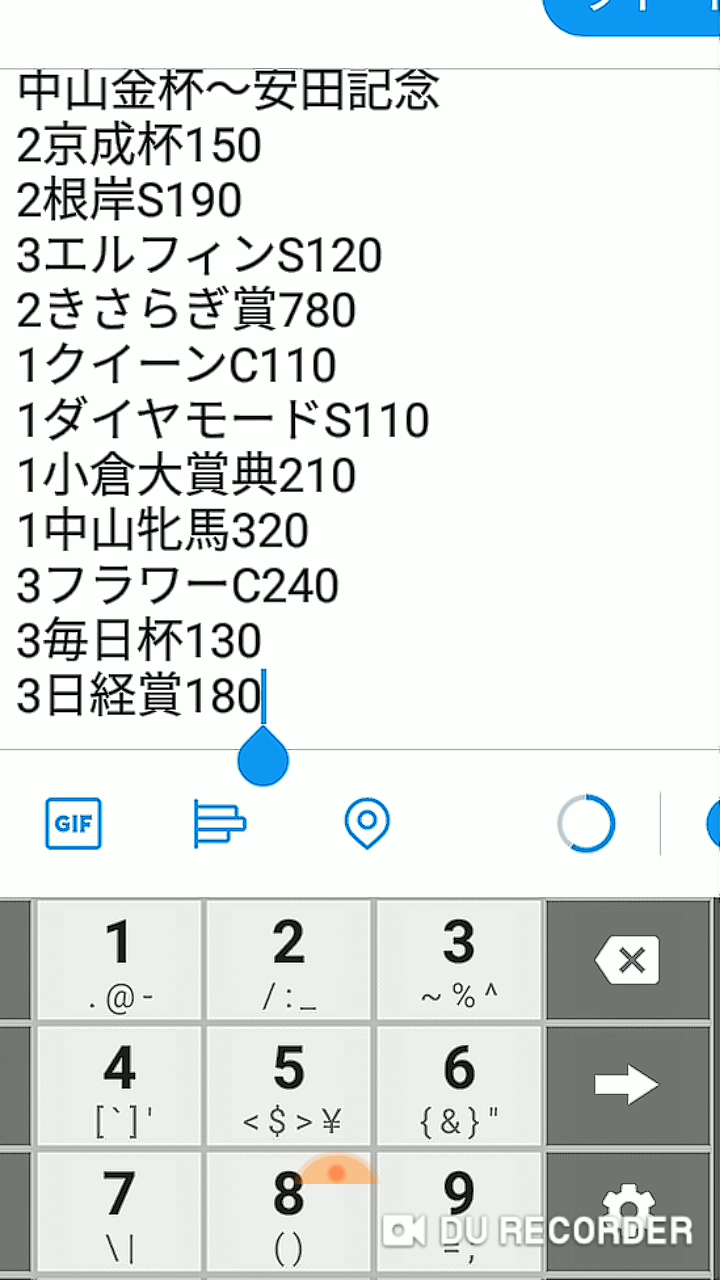 中山金杯～安田記念
2京成杯150
2根岸S190
3エルフィンS120
2きさらぎ賞780
1クイーンC110
1ダイヤモードS110
1小倉大賞典210
1中山牝馬320
3フラワーC240
3毎日杯130
3日経賞180
GIF
1 2 3
.@- /:_ ~%^
4 5 6
[`]' <$>¥ {&}"
7 8 9
\| () =;
DU RECORDER